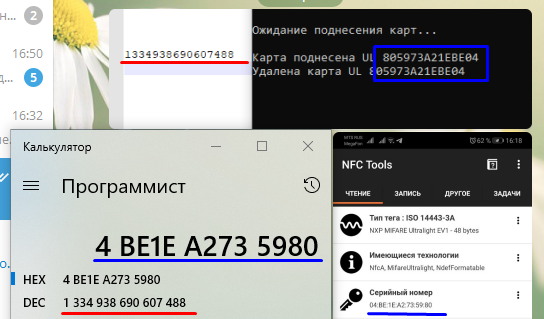 2
16:50
5
16:32
1334938690607488
Ожидание поднесения карт...
Карта поднесена UL 805973A21EBE04
Удалена карта UL 805973A21EBE04
Калькулятор
Программист
4 BE1E A273 5980
HEX 4 BE1E A273 5980
DEC 1 334 938 690 607 488
MegaFon
62 % 16:18
NFC Tools
ЧТЕНИЕ ЗАПИСЬ ДРУГОЕ ЗАДАЧИ
Тип тега : ISO 14443-3A
NXP MIFARE Ultralight EV1 - 48 bytes
Имеющиеся технологии
NfcA, MifareUltralight, NdefFormatable
Серийный номер
04:BE:1E:A2:73:59:80